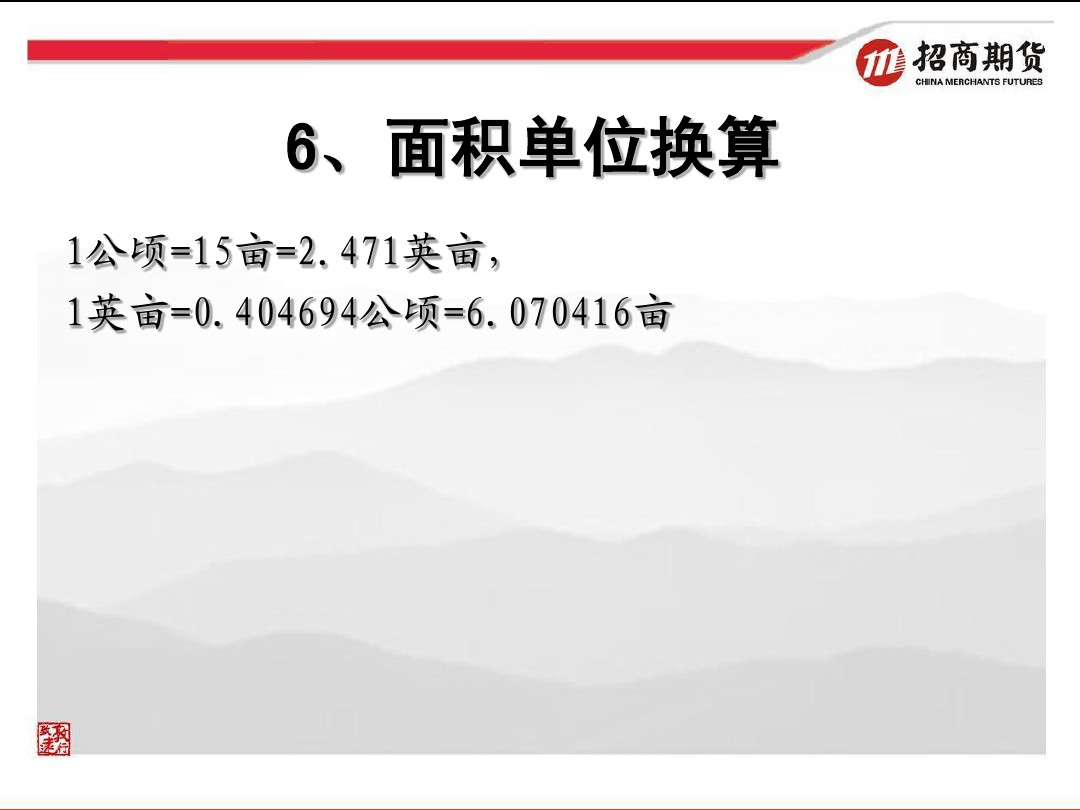 招商期货
CHINA MERCHANTS FUTURES
6、面积单位换算
1公顷=15亩=2.471英亩，
1英亩=0.404694公顷=6.070416亩